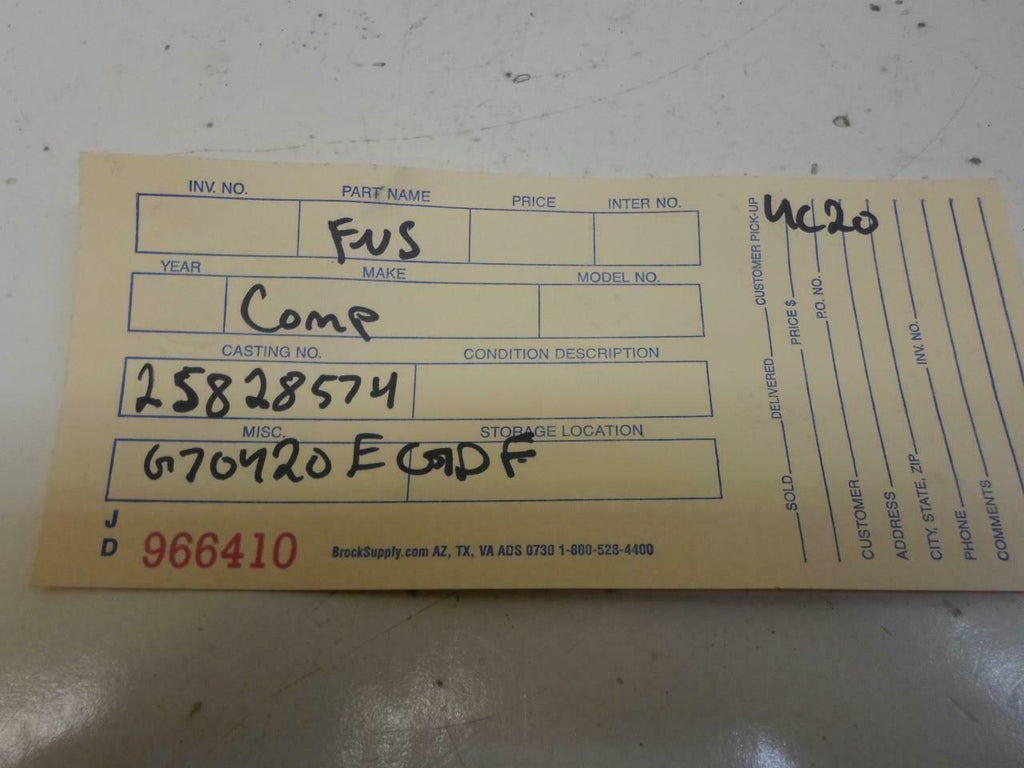 INV. NO. PART NAME PRICE INTER NO.
FUS
YEAR MAKE MODEL NO.
Comp
CASTING NO. CONDITION DESCRIPTION
25828574
MISC. STORAGE LOCATION
G70420E
J
D 966410 BrockSupply.com AZ, TX, VA ADS 0730 1-800-528-4400
UC20
SOLD DELIVERED CUSTOMER PICK-UP
PRICE $
P.O. NO.
CUSTOMER
ADDRESS
CITY, STATE, ZIP INV. NO.
PHONE
COMMENTS